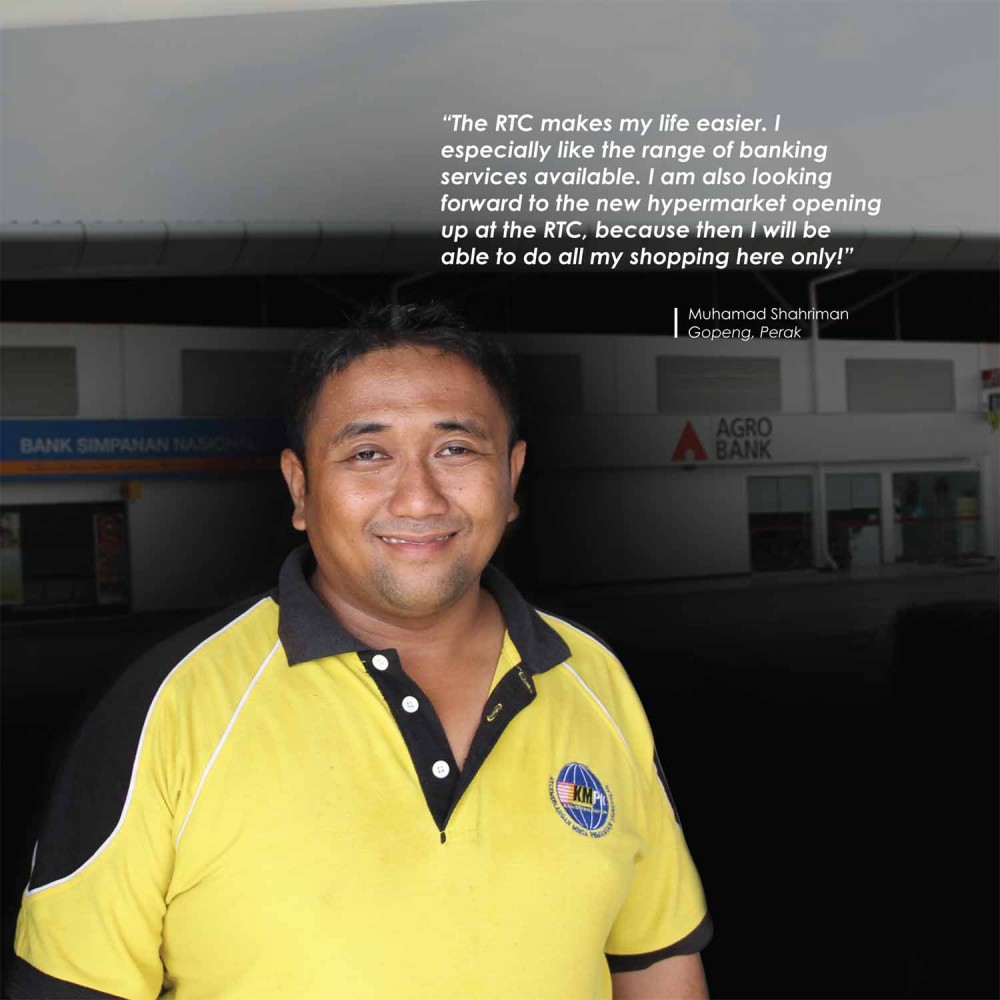 “The RTC makes my life easier. I
especially like the range of banking
services available. I am also looking
forward to the new hypermarket opening
up at the RTC, because then I will be
able to do all my shopping here only!”
Muhamad Shahriman
Gopeng, Perak
BANK SIMPANAN NASIONAL
AGRO
BANK
KM